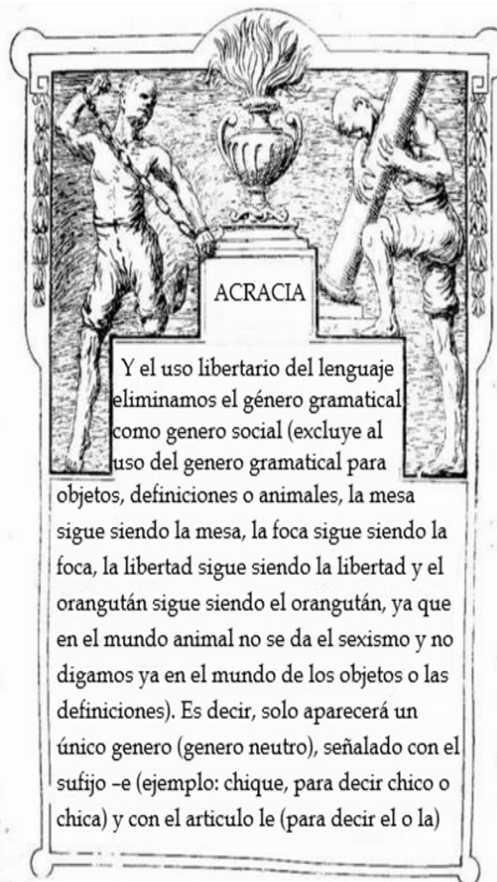 ACRACIA
Y el uso libertario del lenguaje
eliminamos el género gramatical
como genero social (excluye al
uso del genero gramatical para
objetos, definiciones o animales, la mesa
sigue siendo la mesa, la foca sigue siendo la
foca, la libertad sigue siendo la libertad y el
orangután sigue siendo el orangután, ya que
en el mundo animal no se da el sexismo y no
digamos ya en el mundo de los objetos o las
definiciones). Es decir, solo aparecerá un
único genero (genero neutro), señalado con el
sufijo –e (ejemplo: chique, para decir chico o
chica) y con el articulo le (para decir el o la)